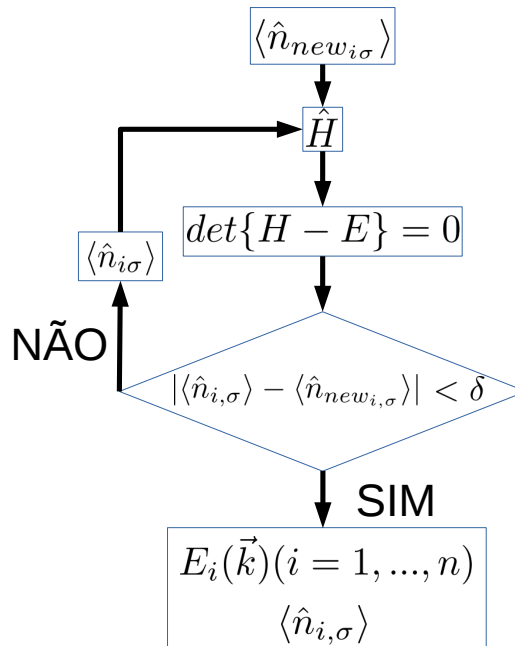 ⟨n̂_{new_{iσ}}⟩
Ĥ
det{H − E} = 0
⟨n̂_{iσ}⟩
NÃO
|⟨n̂_{i,σ}⟩ − ⟨n̂_{new_{i,σ}}⟩| < δ
SIM
E_i(k⃗)(i = 1, ..., n)
⟨n̂_{i,σ}⟩